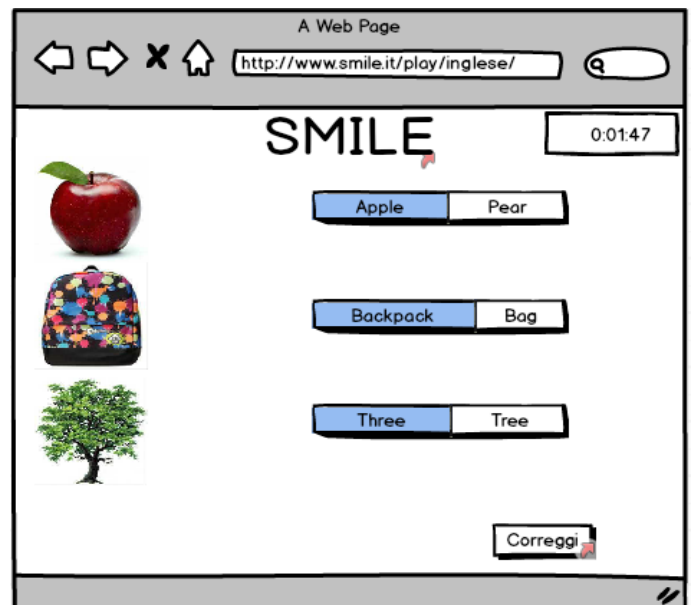 A Web Page
http://www.smile.it/play/inglese/
SMILE
0:01:47
Apple Pear
Backpack Bag
Three Tree
Correggi